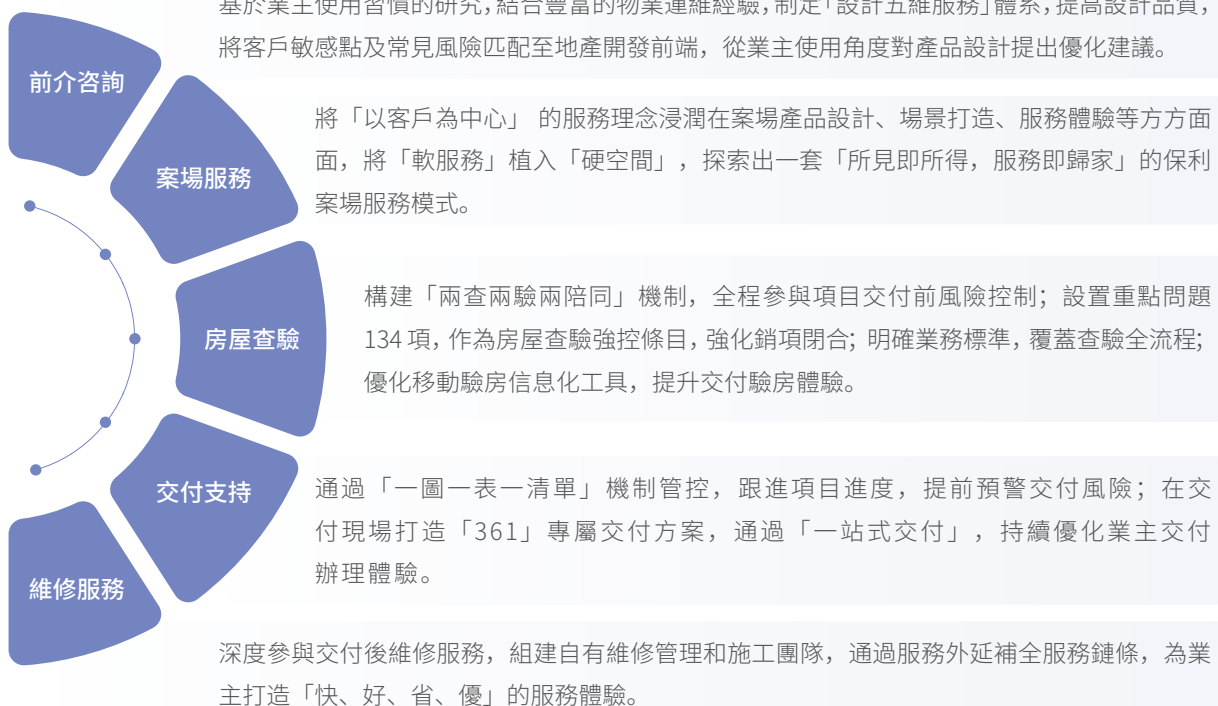 前介咨詢
基於業主使用習慣的研究，結合豐富的物業運維經驗，制定「設計五維服務」體系，提高設計品質，
將客戶敏感點及常見風險匹配至地產開發前端，從業主使用角度對產品設計提出優化建議。
案場服務
將「以客戶為中心」 的服務理念浸潤在案場產品設計、場景打造、服務體驗等方方面
面，將「軟服務」植入「硬空間」，探索出一套「所見即所得，服務即歸家」的保利
案場服務模式。
房屋查驗
構建「兩查兩驗兩陪同」機制，全程參與項目交付前風險控制；設置重點問題
134 項，作為房屋查驗強控條目，強化銷項閉合；明確業務標準，覆蓋查驗全流程；
優化移動驗房信息化工具，提升交付驗房體驗。
交付支持
通過「一圖一表一清單」機制管控，跟進項目進度，提前預警交付風險；在交
付現場打造「361」專屬交付方案，通過「一站式交付」，持續優化業主交付
辦理體驗。
維修服務
深度參與交付後維修服務，組建自有維修管理和施工團隊，通過服務外延補全服務鏈條，為業
主打造「快、好、省、優」的服務體驗。